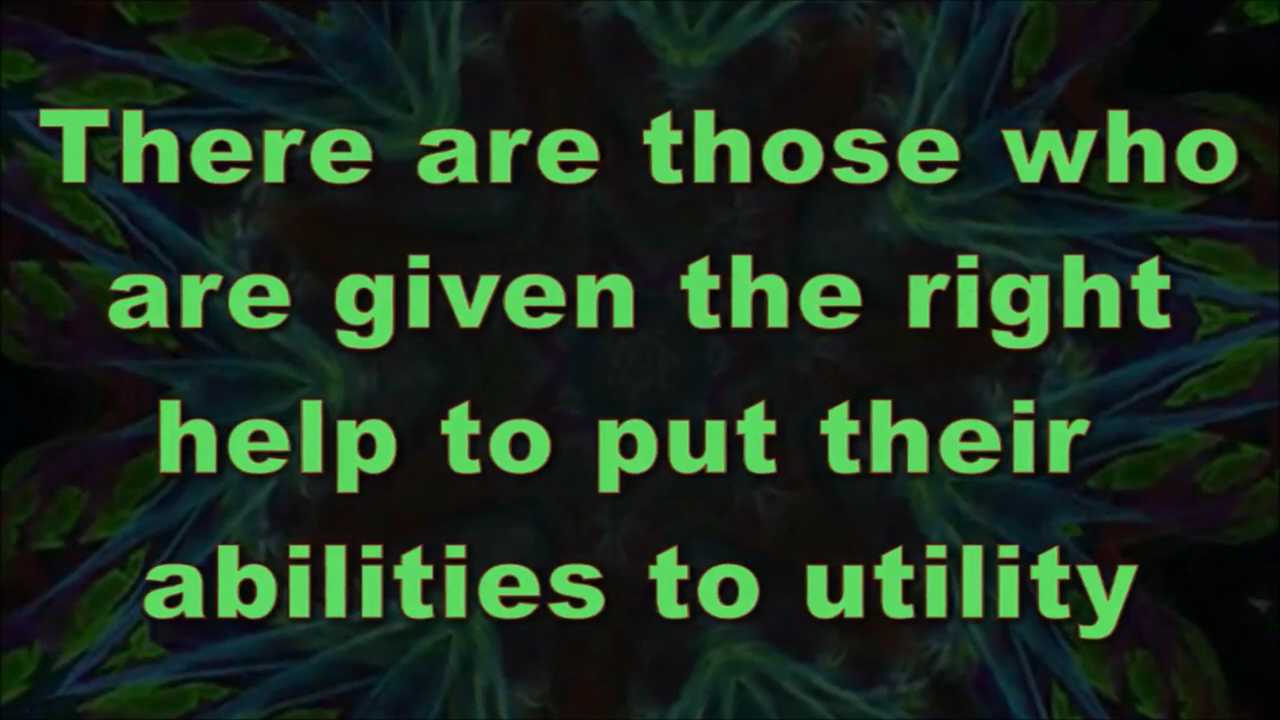 There are those who
are given the right
help to put their
abilities to utility